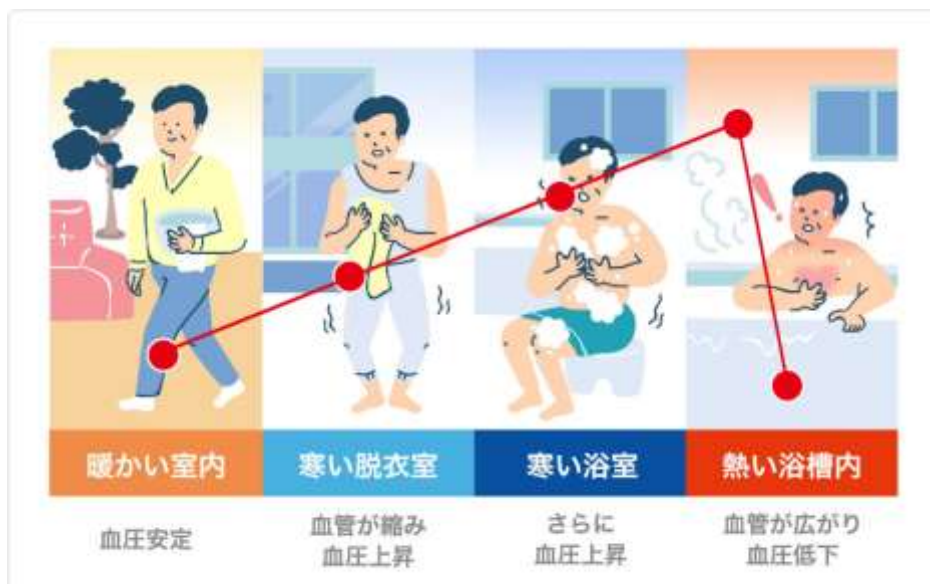 暖かい室内
寒い脱衣室
寒い浴室
熱い浴槽内
血圧安定
血管が縮み
血圧上昇
さらに
血圧上昇
血管が広がり
血圧低下